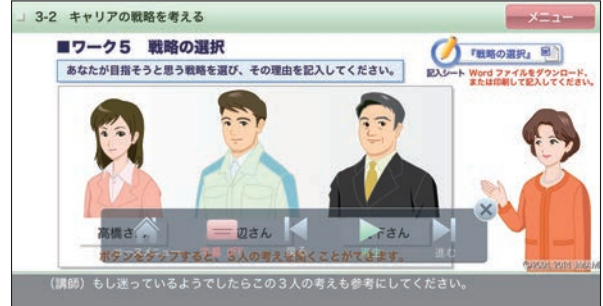 3-2 キャリアの戦略を考える
メニュー
■ワーク5 戦略の選択
あなたが目指そうと思う戦略を選び、その理由を記入してください。
『戦略の選択』
記入シート Word ファイルをダウンロード、
または印刷して記入してください。
高橋さ
辺さん
下さん
戻る
進む
ボタンをタップすると、3人の考えを聞くことができます。
(講師)もし迷っているようでしたらこの3人の考えも参考にしてください。